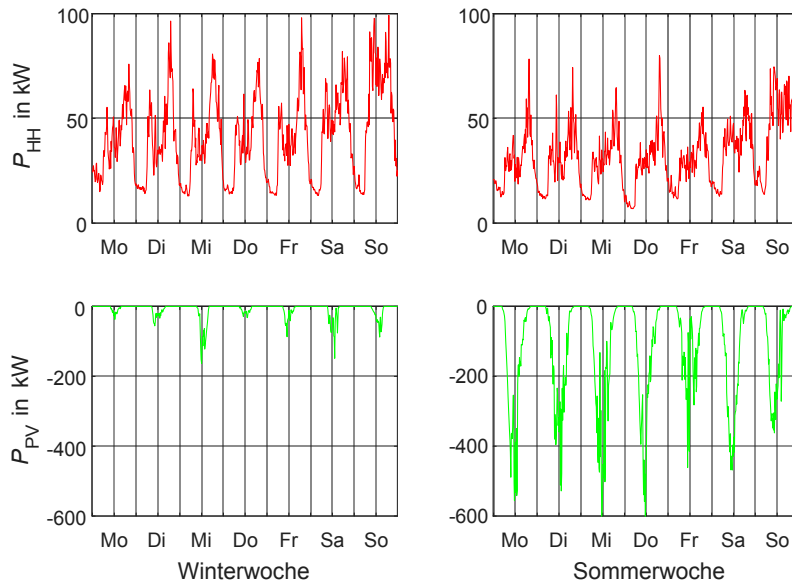 100
50
0
P_HH in kW
Mo Di Mi Do Fr Sa So
100
50
0
Mo Di Mi Do Fr Sa So
0
-200
-400
-600
P_PV in kW
Mo Di Mi Do Fr Sa So
Winterwoche
0
-200
-400
-600
Mo Di Mi Do Fr Sa So
Sommerwoche